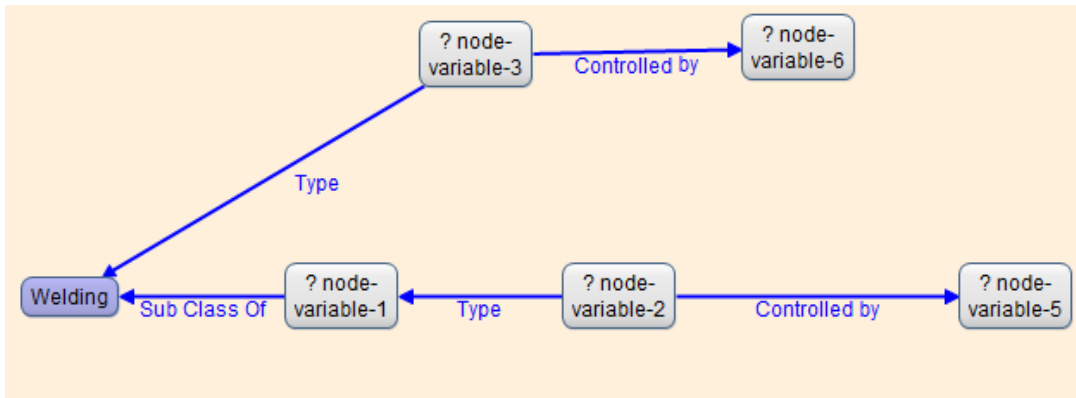 ? node-
variable-3
Controlled by
? node-
variable-6
Type
Welding
Sub Class Of
? node-
variable-1
Type
? node-
variable-2
Controlled by
? node-
variable-5